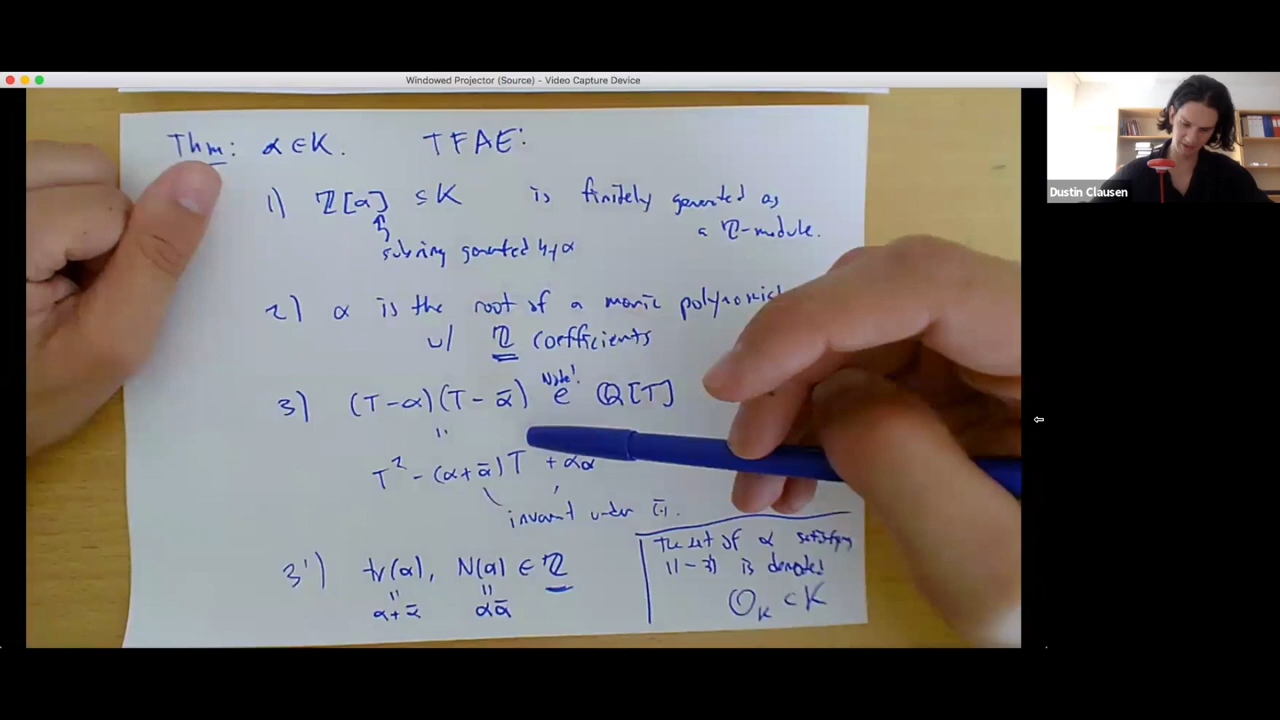 Windowed Projector (Source) - Video Capture Device
Dustin Clausen
Thm: α ∈ K. TFAE:
1) ℤ[α] ⊆ K is finitely generated as
a ℤ-module.
subring generated by α
2) α is the root of a monic polynomial
w/ ℤ coefficients
Note!
3) (T-α)(T-ᾱ) ∈ ℚ[T]
"
T² - (α+ᾱ)T + αα
invariant under (‾).
3') tr(α), N(α) ∈ ℤ
" "
α+ᾱ αᾱ
The set of α satisfying
1) - 3) is denoted
𝒪_K ⊂ K